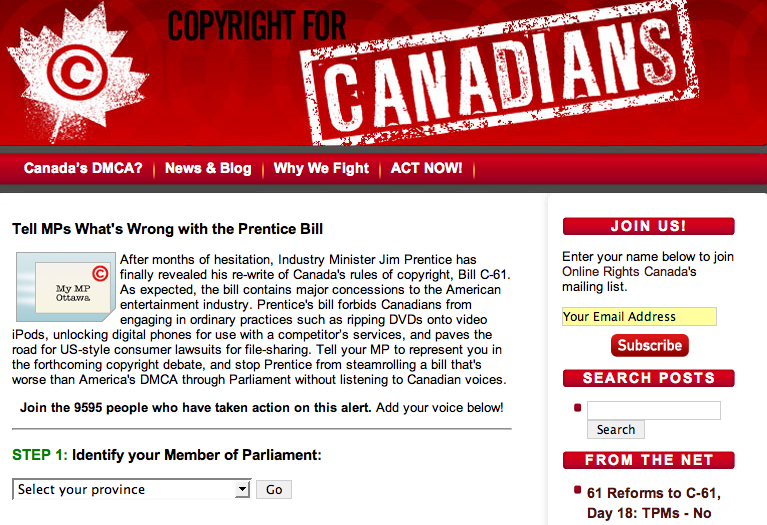 COPYRIGHT FOR
CANADIANS
©
Canada's DMCA?
News & Blog
Why We Fight
ACT NOW!
Tell MPs What's Wrong with the Prentice Bill
©
My MP
Ottawa
After months of hesitation, Industry Minister Jim Prentice has
finally revealed his re-write of Canada's rules of copyright, Bill C-61.
As expected, the bill contains major concessions to the American
entertainment industry. Prentice's bill forbids Canadians from
engaging in ordinary practices such as ripping DVDs onto video
iPods, unlocking digital phones for use with a competitor's services, and paves the
road for US-style consumer lawsuits for file-sharing. Tell your MP to represent you in
the forthcoming copyright debate, and stop Prentice from steamrolling a bill that's
worse than America's DMCA through Parliament without listening to Canadian voices.
Join the 9595 people who have taken action on this alert. Add your voice below!
STEP 1: Identify your Member of Parliament:
Select your province
Go
JOIN US!
Enter your name below to join
Online Rights Canada's
mailing list.
Your Email Address
Subscribe
SEARCH POSTS
Search
FROM THE NET
61 Reforms to C-61,
Day 18: TPMs - No